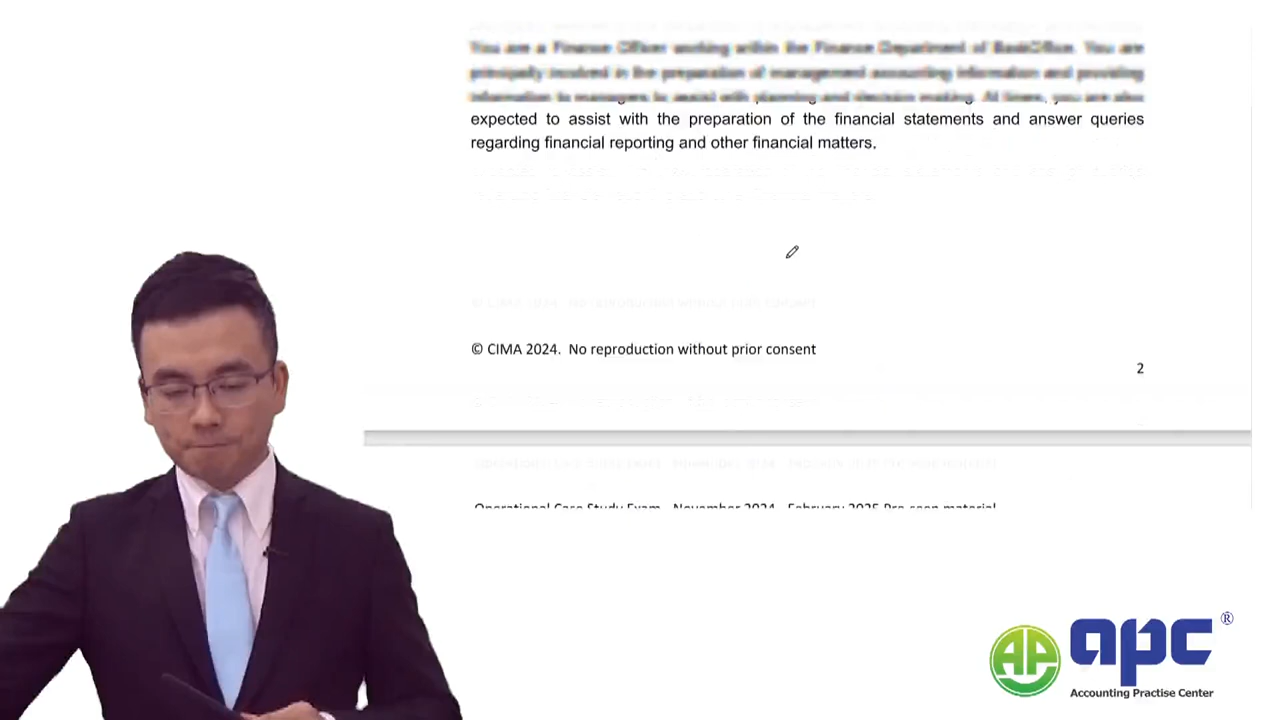 You are a Finance Officer working within the Finance Department of BaskOffice. You are
principally involved in the preparation of management accounting information and providing
information to managers to assist with planning and decision making. At times, you are also
expected to assist with the preparation of the financial statements and answer queries
regarding financial reporting and other financial matters.
© CIMA 2024. No reproduction without prior consent
2
Operational Case Study Exam - November 2024 - February 2025 Pre-seen material
AP apc ®
Accounting Practise Center